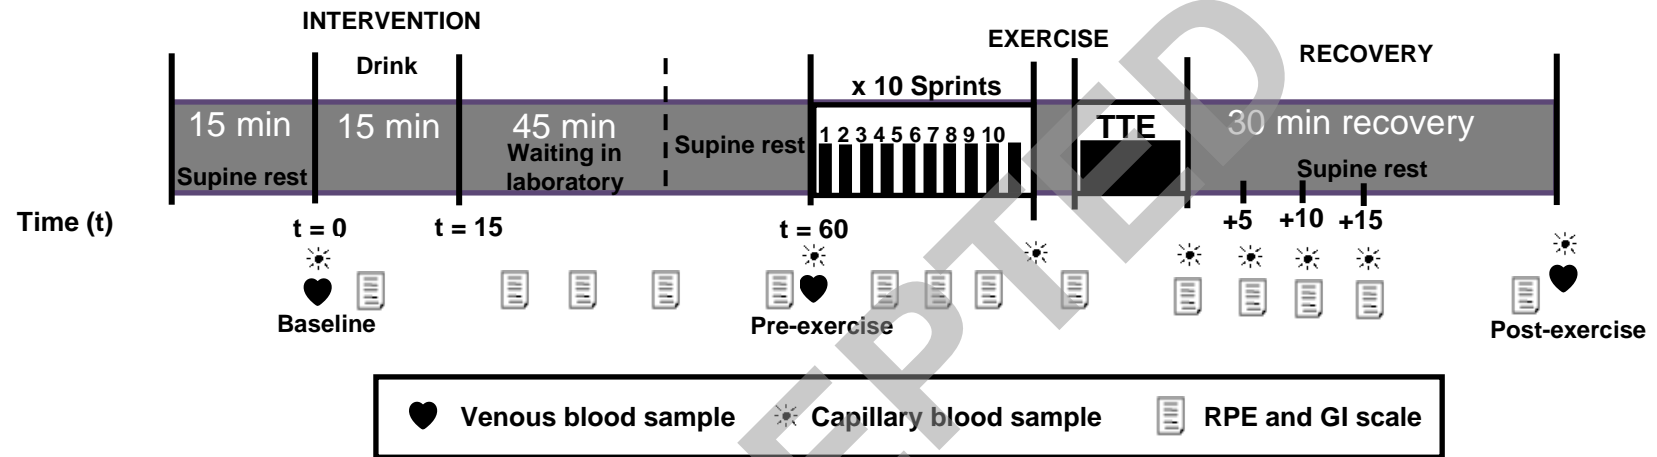 INTERVENTION
EXERCISE
RECOVERY
Drink
x 10 Sprints
15 min
15 min
45 min
Waiting in
laboratory
Supine rest
Supine rest
1 2 3 4 5 6 7 8 9 10
TTE
30 min recovery
Supine rest
Time (t)
t = 0
t = 15
t = 60
+5
+10
+15
Baseline
Pre-exercise
Post-exercise
Venous blood sample
Capillary blood sample
RPE and GI scale
EPTED